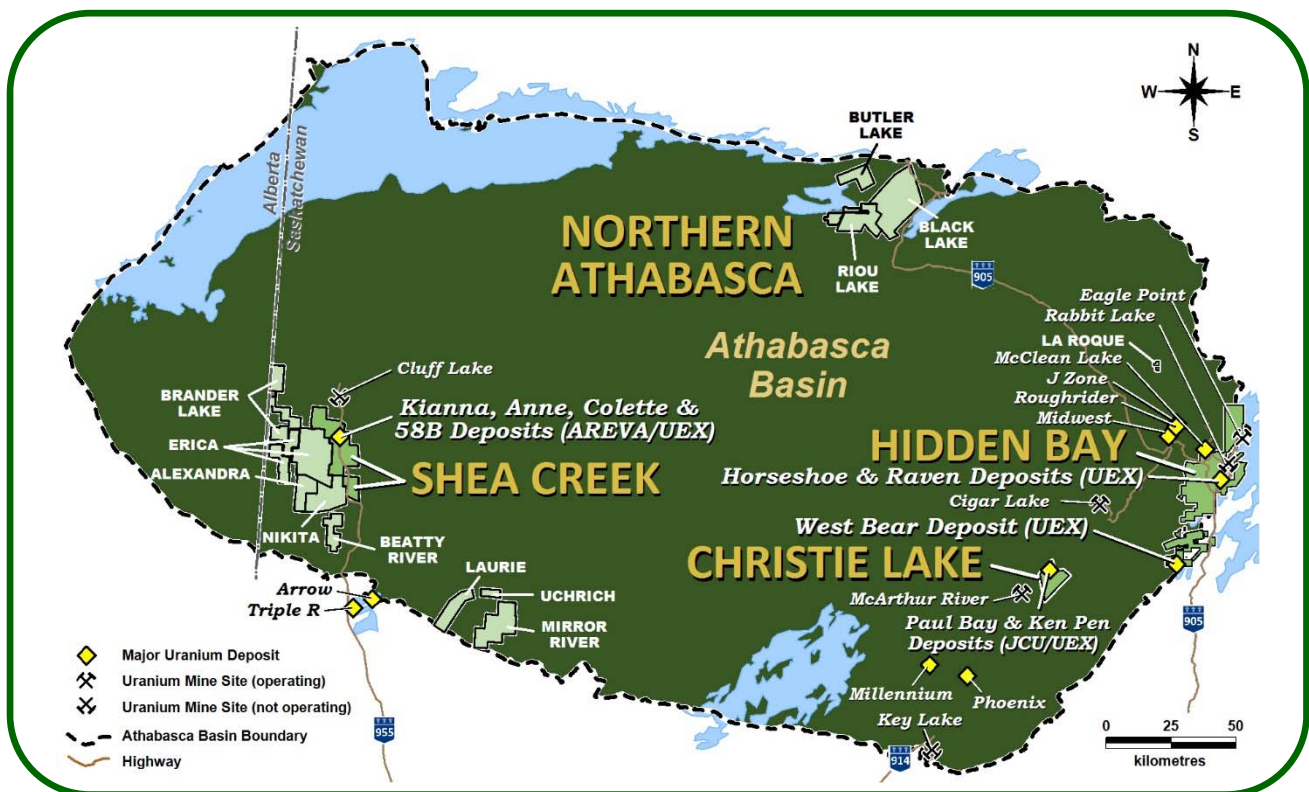 N
W
E
S
BUTLER
LAKE
Alberta
Saskatchewan
NORTHERN
ATHABASCA
BLACK
LAKE
RIOU
LAKE
905
Eagle Point
Rabbit Lake
LA ROQUE
McClean Lake
J Zone
Roughrider
Midwest
Athabasca
Basin
Cluff Lake
BRANDER
LAKE
Kianna, Anne, Colette &
58B Deposits (AREVA/UEX)
ERICA
ALEXANDRA
SHEA CREEK
HIDDEN BAY
Horseshoe & Raven Deposits (UEX)
Cigar Lake
NIKITA
BEATTY
RIVER
West Bear Deposit (UEX)
CHRISTIE LAKE
LAURIE
Arrow
Triple R
UCHRICH
MIRROR
RIVER
McArthur River
Paul Bay & Ken Pen
Deposits (JCU/UEX)
905
Millennium
Phoenix
Key Lake
Major Uranium Deposit
Uranium Mine Site (operating)
Uranium Mine Site (not operating)
Athabasca Basin Boundary
Highway
955
914
0 25 50
kilometres